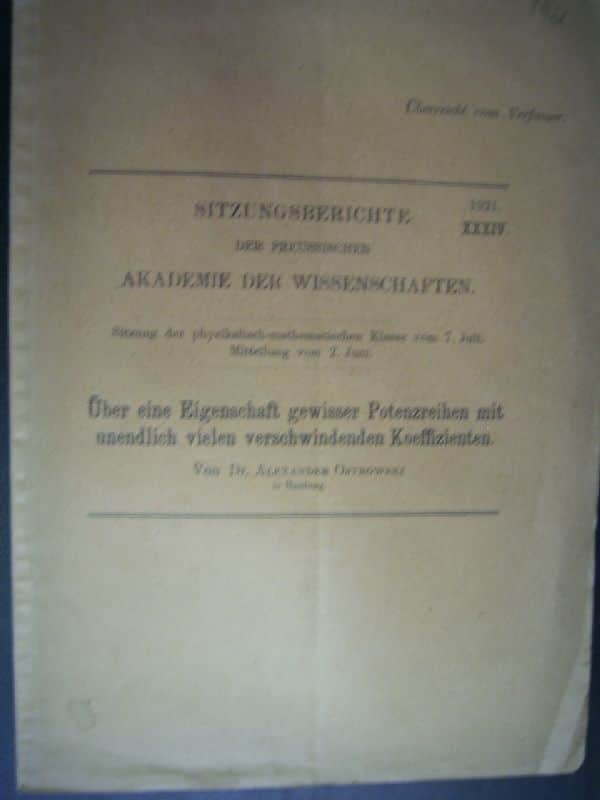 Überreicht vom Verfasser.
SITZUNGSBERICHTE
1921.
XXXIV.
DER PREUSSISCHEN
AKADEMIE DER WISSENSCHAFTEN.
Sitzung der physikalisch-mathematischen Klasse vom 7. Juli.
Mitteilung vom 2. Juni.
Über eine Eigenschaft gewisser Potenzreihen mit
unendlich vielen verschwindenden Koeffizienten.
Von Dr. Alexander Ostrowski
in Hamburg.